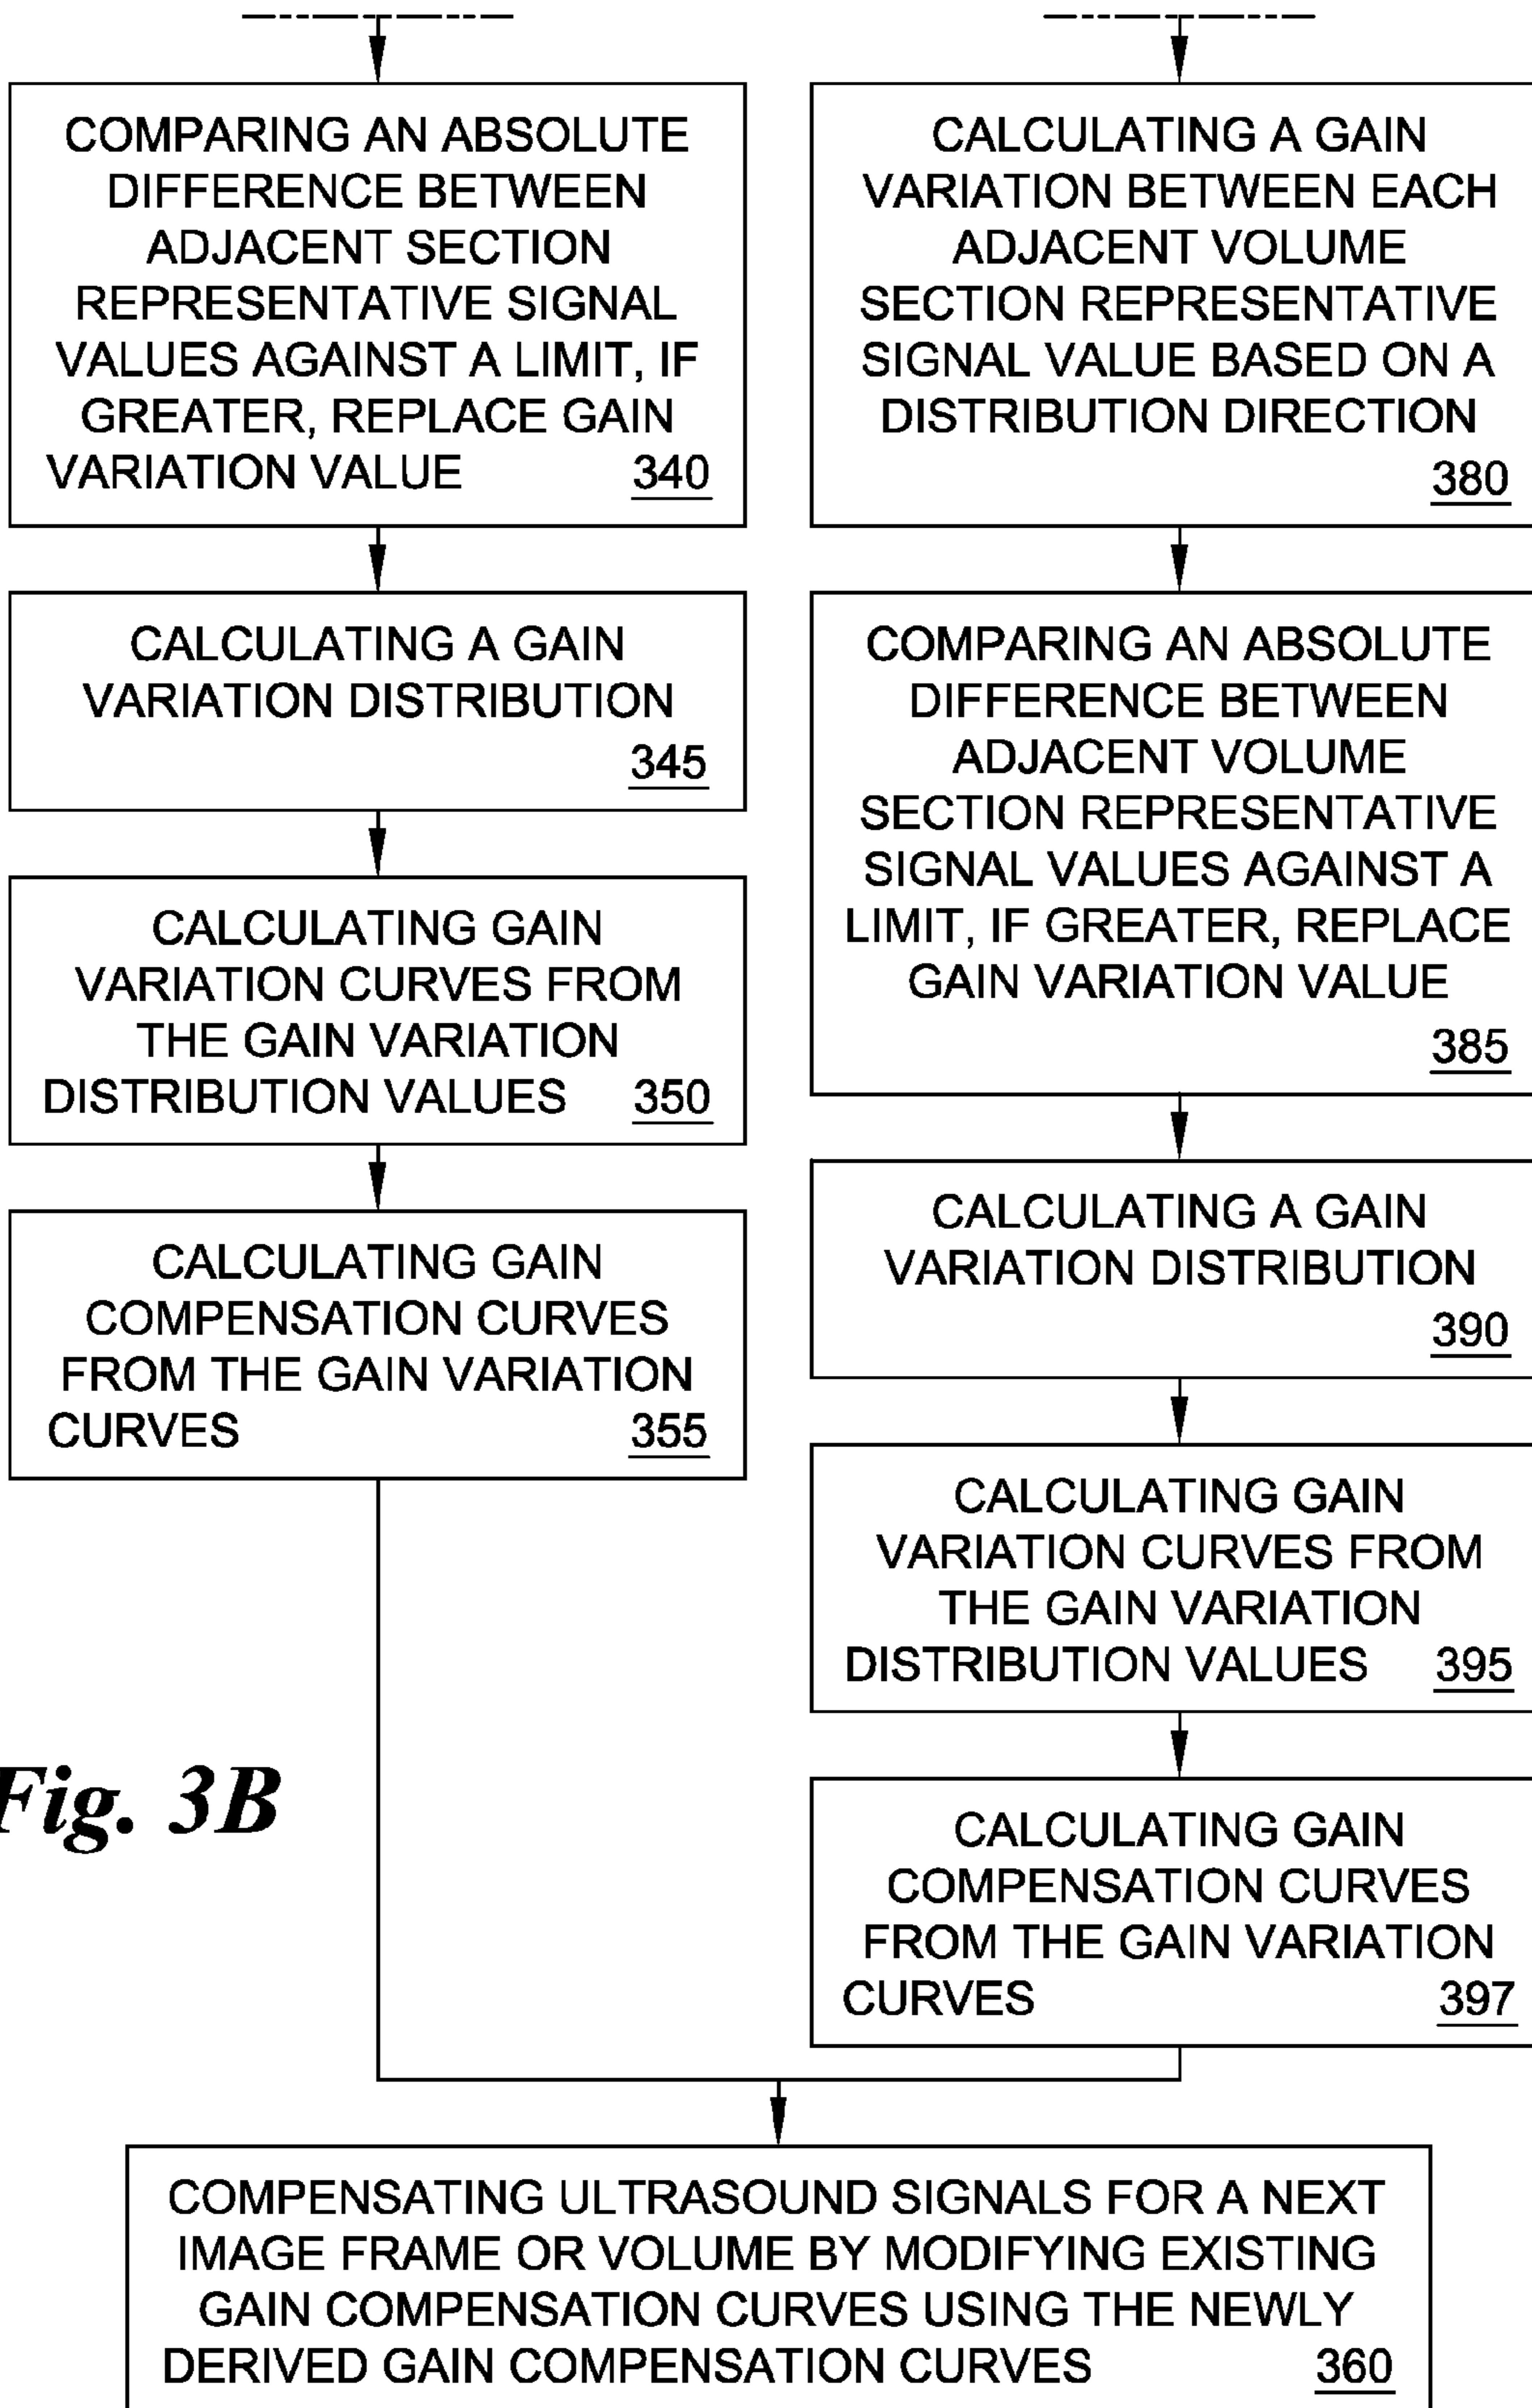 COMPARING AN ABSOLUTE
DIFFERENCE BETWEEN
ADJACENT SECTION
REPRESENTATIVE SIGNAL
VALUES AGAINST A LIMIT, IF
GREATER, REPLACE GAIN
VARIATION VALUE 340
CALCULATING A GAIN
VARIATION DISTRIBUTION
345
CALCULATING GAIN
VARIATION CURVES FROM
THE GAIN VARIATION
DISTRIBUTION VALUES 350
CALCULATING GAIN
COMPENSATION CURVES
FROM THE GAIN VARIATION
CURVES 355
CALCULATING A GAIN
VARIATION BETWEEN EACH
ADJACENT VOLUME
SECTION REPRESENTATIVE
SIGNAL VALUE BASED ON A
DISTRIBUTION DIRECTION
380
COMPARING AN ABSOLUTE
DIFFERENCE BETWEEN
ADJACENT VOLUME
SECTION REPRESENTATIVE
SIGNAL VALUES AGAINST A
LIMIT, IF GREATER, REPLACE
GAIN VARIATION VALUE
385
CALCULATING A GAIN
VARIATION DISTRIBUTION
390
CALCULATING GAIN
VARIATION CURVES FROM
THE GAIN VARIATION
DISTRIBUTION VALUES 395
CALCULATING GAIN
COMPENSATION CURVES
FROM THE GAIN VARIATION
CURVES 397
Fig. 3B
COMPENSATING ULTRASOUND SIGNALS FOR A NEXT
IMAGE FRAME OR VOLUME BY MODIFYING EXISTING
GAIN COMPENSATION CURVES USING THE NEWLY
DERIVED GAIN COMPENSATION CURVES 360